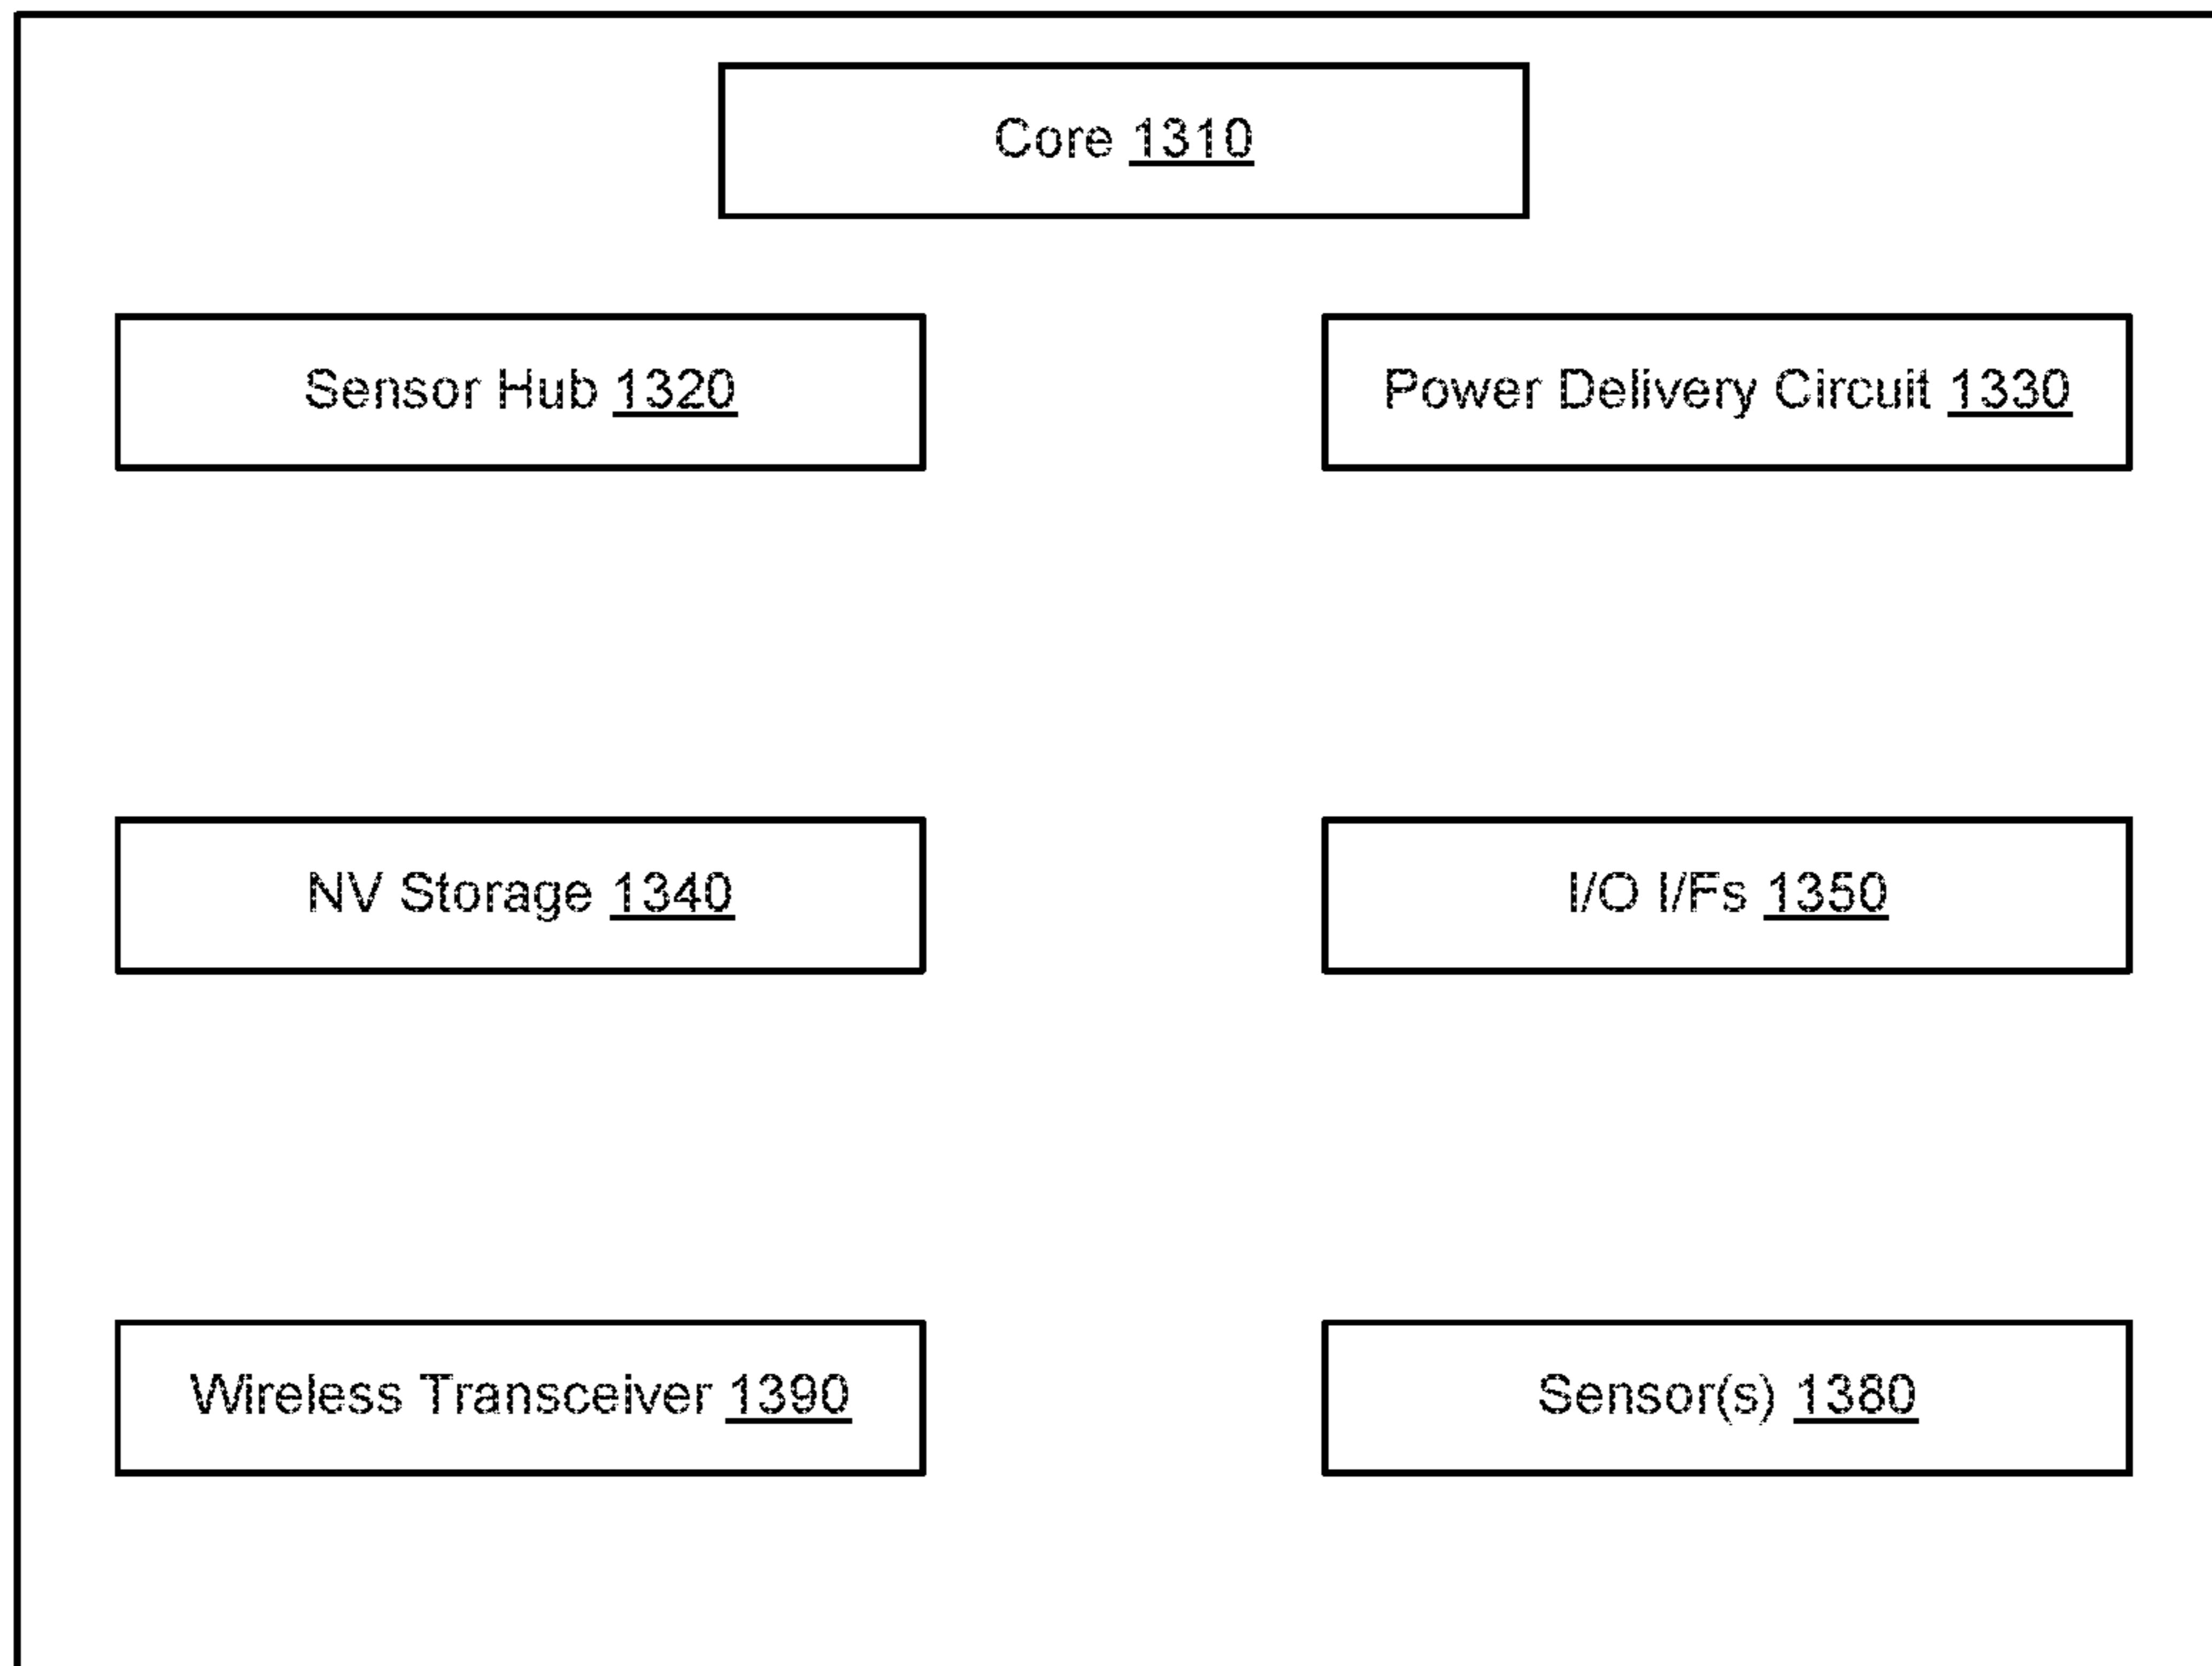 Core 1310
Sensor Hub 1320
Power Delivery Circuit 1330
NV Storage 1340
I/O I/Fs 1350
Wireless Transceiver 1390
Sensor(s) 1380